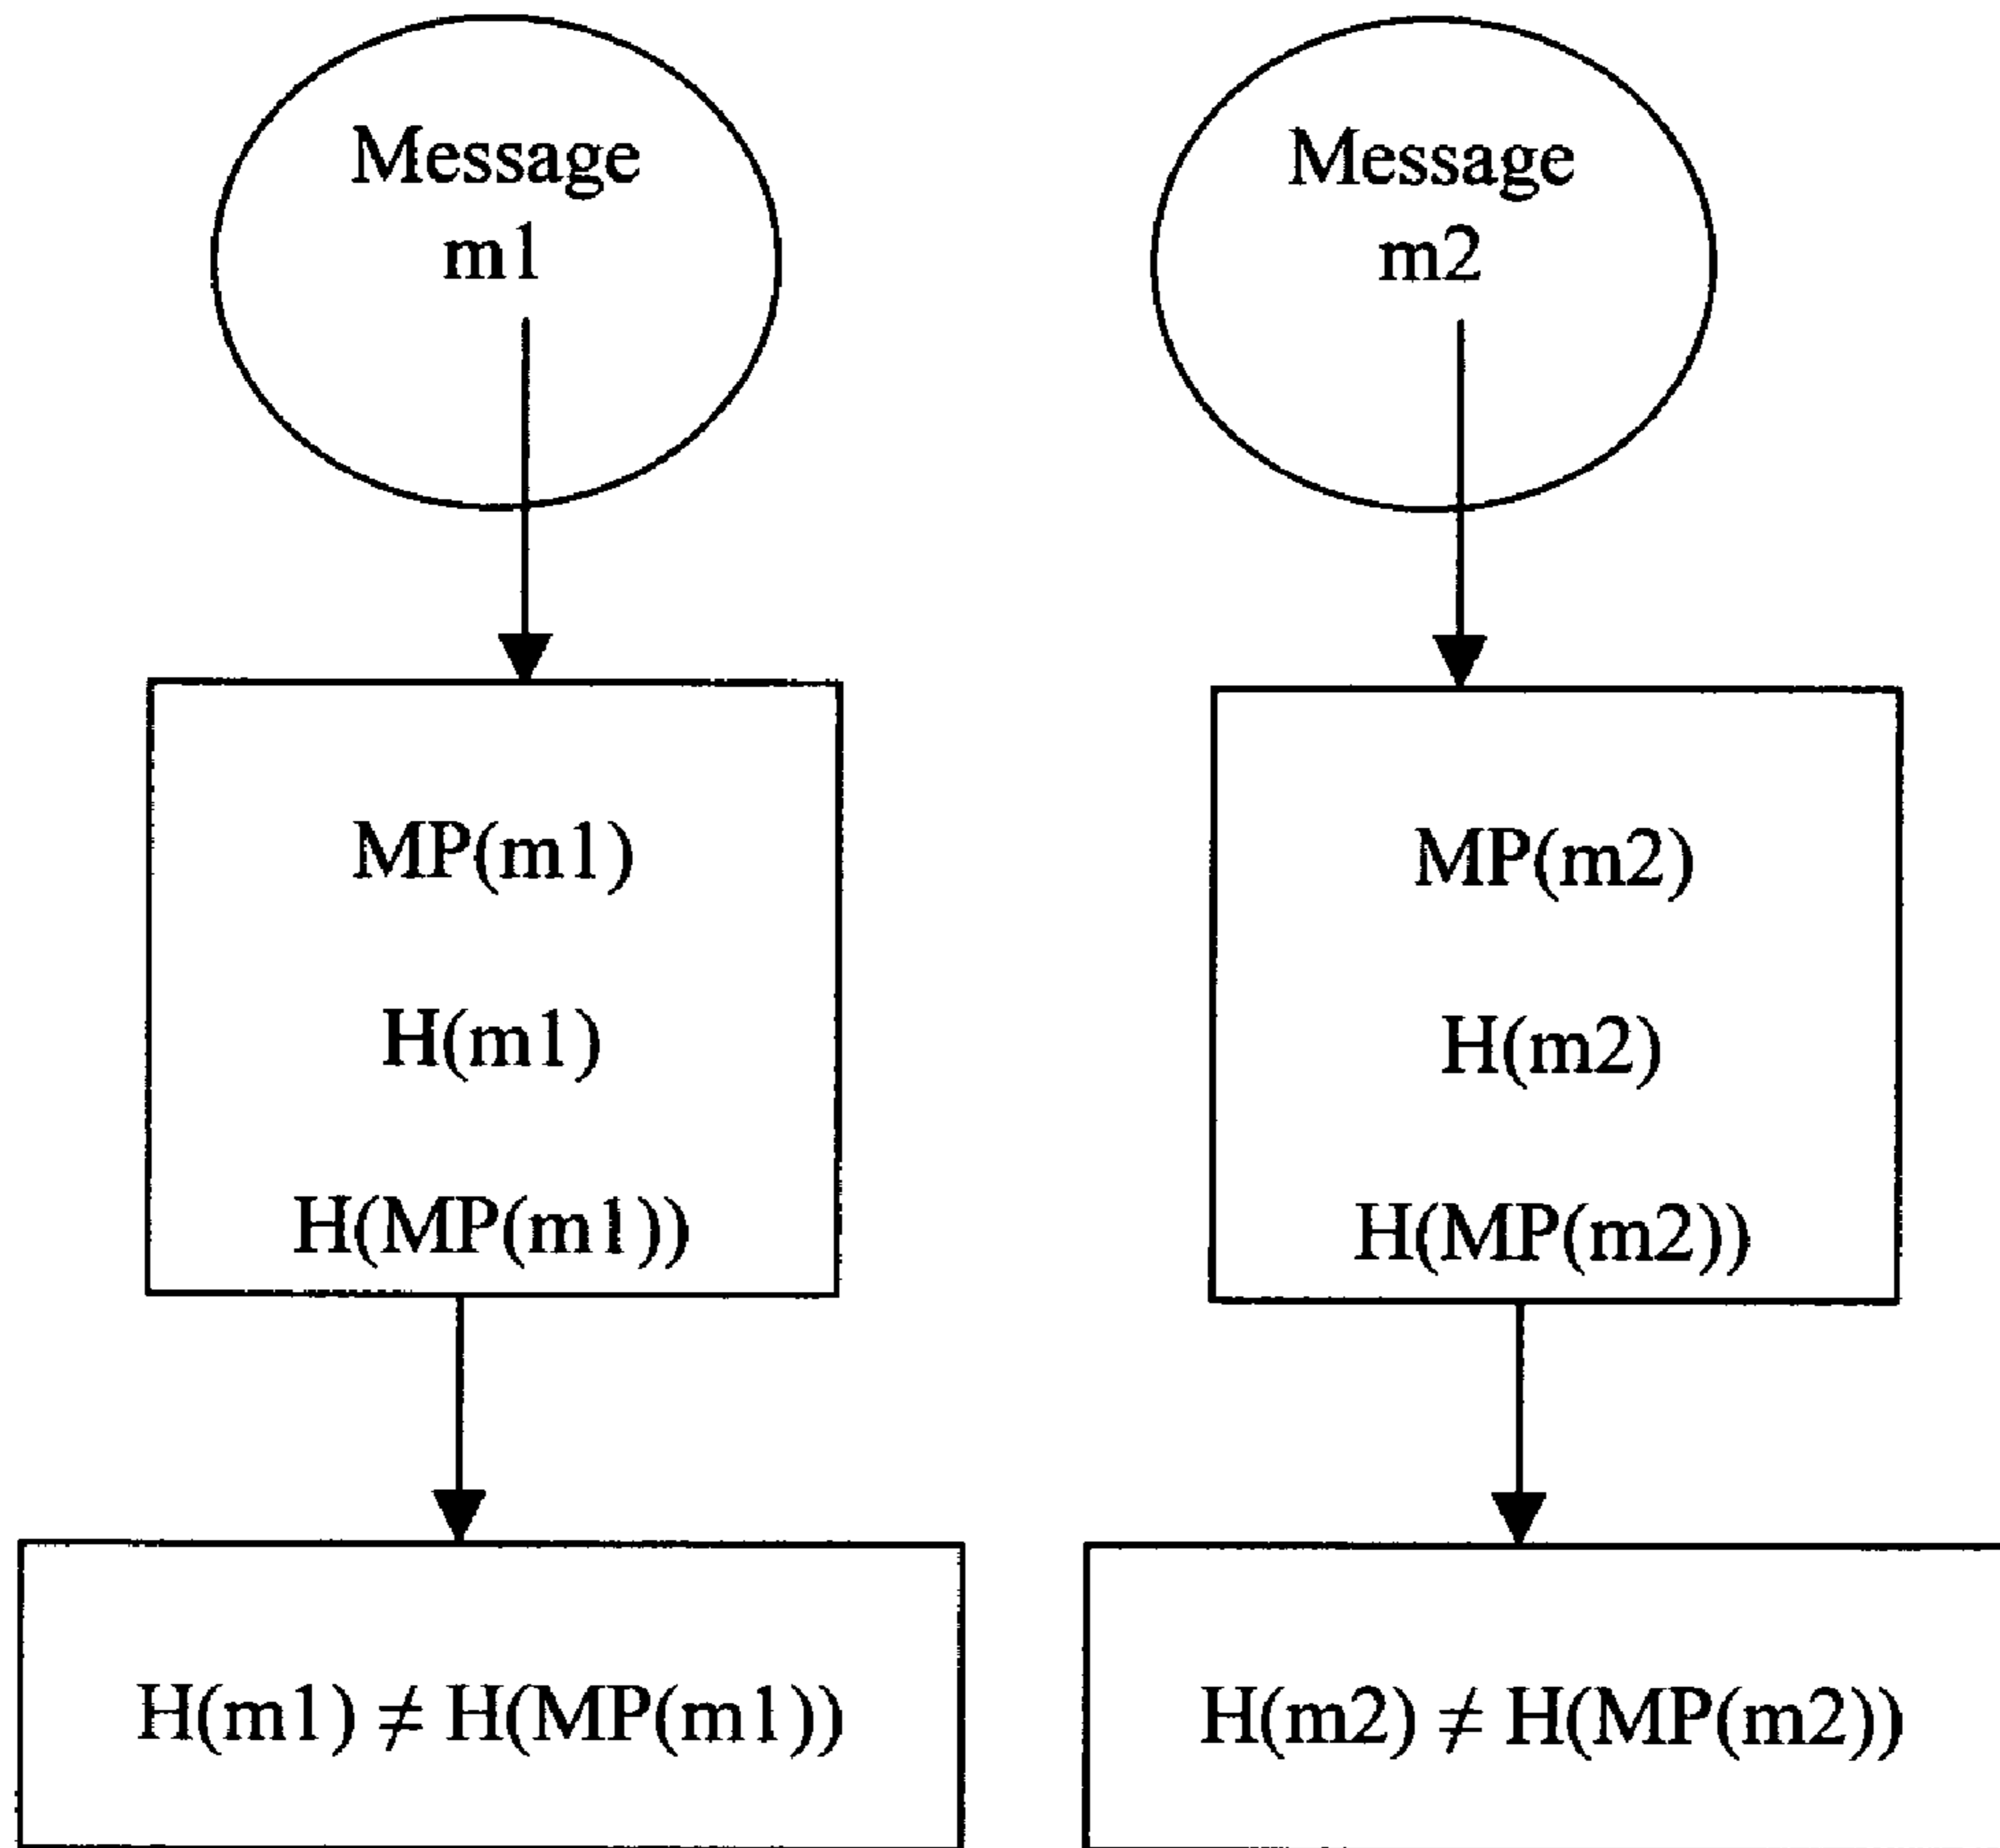 Message
m1
MP(m1)
H(m1)
H(MP(m1))
H(m1) ≠ H(MP(m1))
Message
m2
MP(m2)
H(m2)
H(MP(m2))
H(m2) ≠ H(MP(m2))